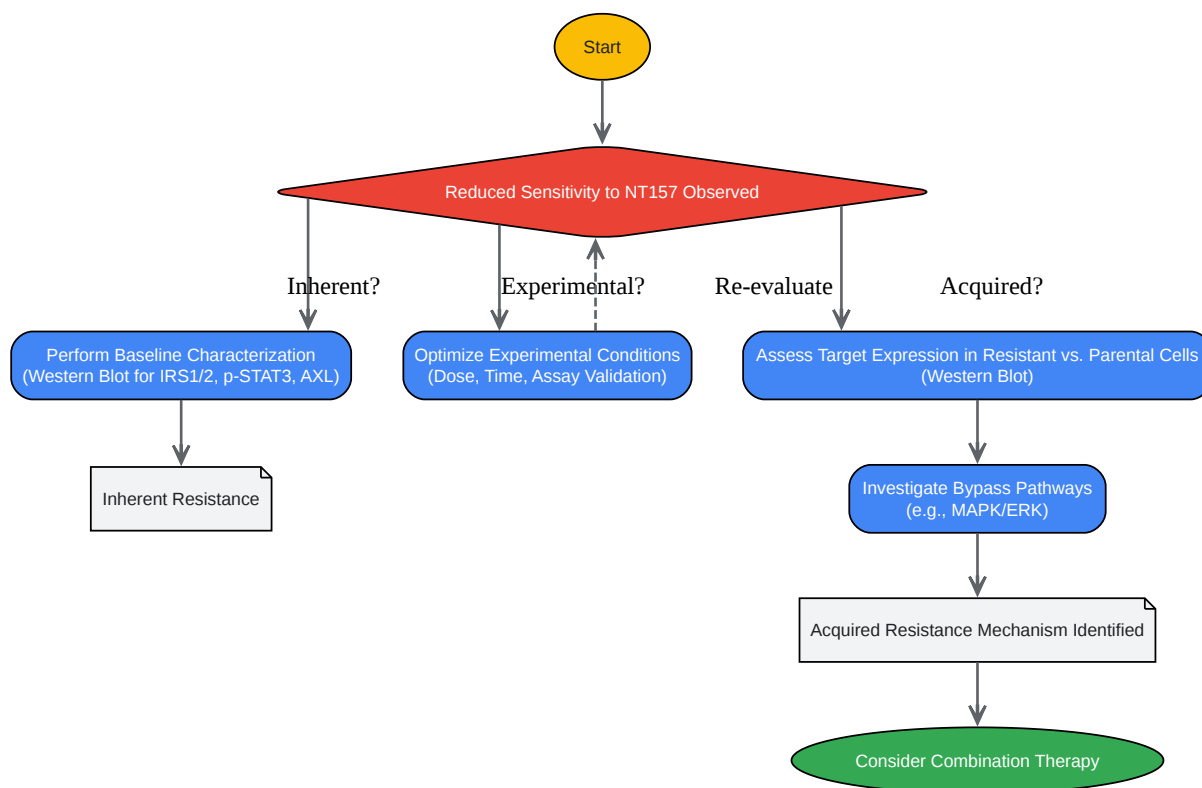 Start
Reduced Sensitivity to NT157 Observed
Inherent?
Experimental?
Re-evaluate
Acquired?
Perform Baseline Characterization
(Western Blot for IRS1/2, p-STAT3, AXL)
Optimize Experimental Conditions
(Dose, Time, Assay Validation)
Assess Target Expression in Resistant vs. Parental Cells
(Western Blot)
Inherent Resistance
Investigate Bypass Pathways
(e.g., MAPK/ERK)
Acquired Resistance Mechanism Identified
Consider Combination Therapy